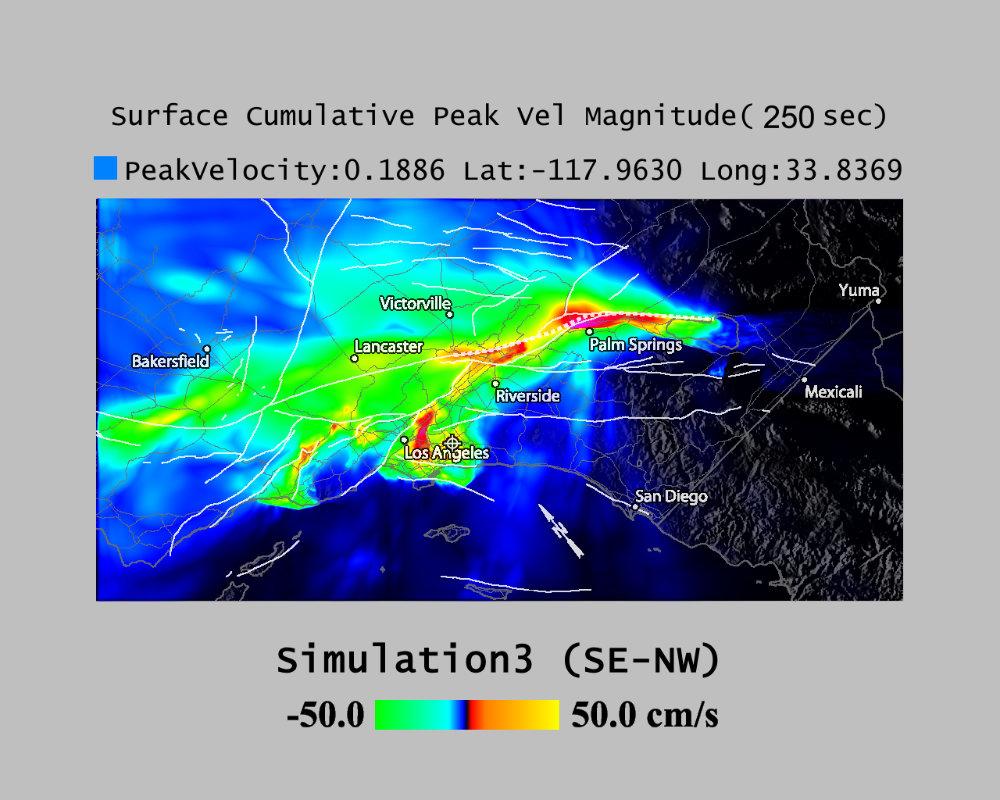 Surface Cumulative Peak Vel Magnitude( 250 sec)
PeakVelocity:0.1886 Lat:-117.9630 Long:33.8369
Yuma
Victorville
Palm Springs
Lancaster
Bakersfield
Mexicali
Riverside
Los Angeles
San Diego
N
Simulation3 (SE-NW)
-50.0 50.0 cm/s